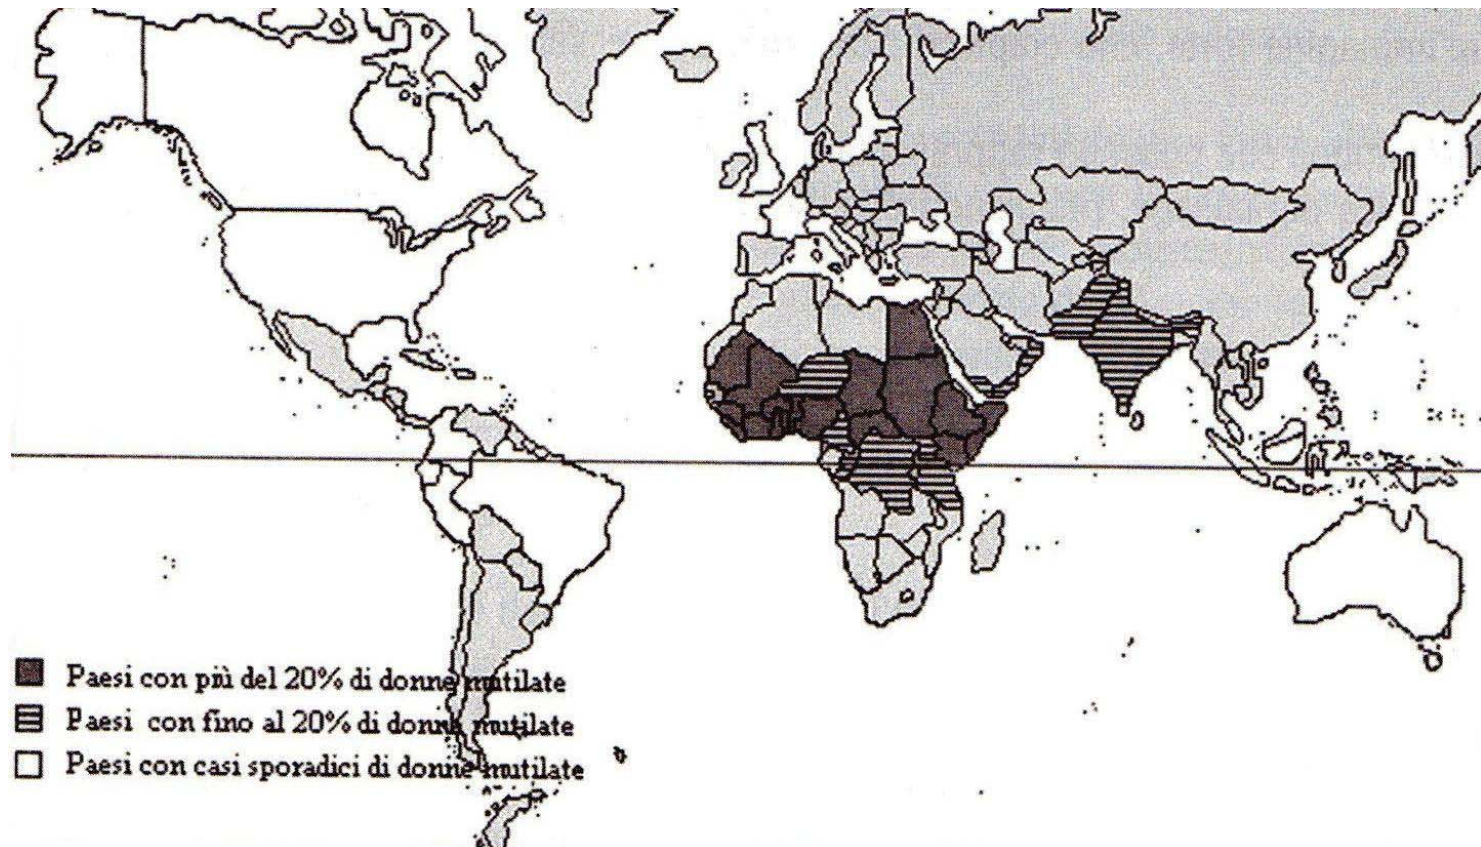 Paesi con più del 20% di donne mutilate
Paesi con fino al 20% di donne mutilate
Paesi con casi sporadici di donne mutilate